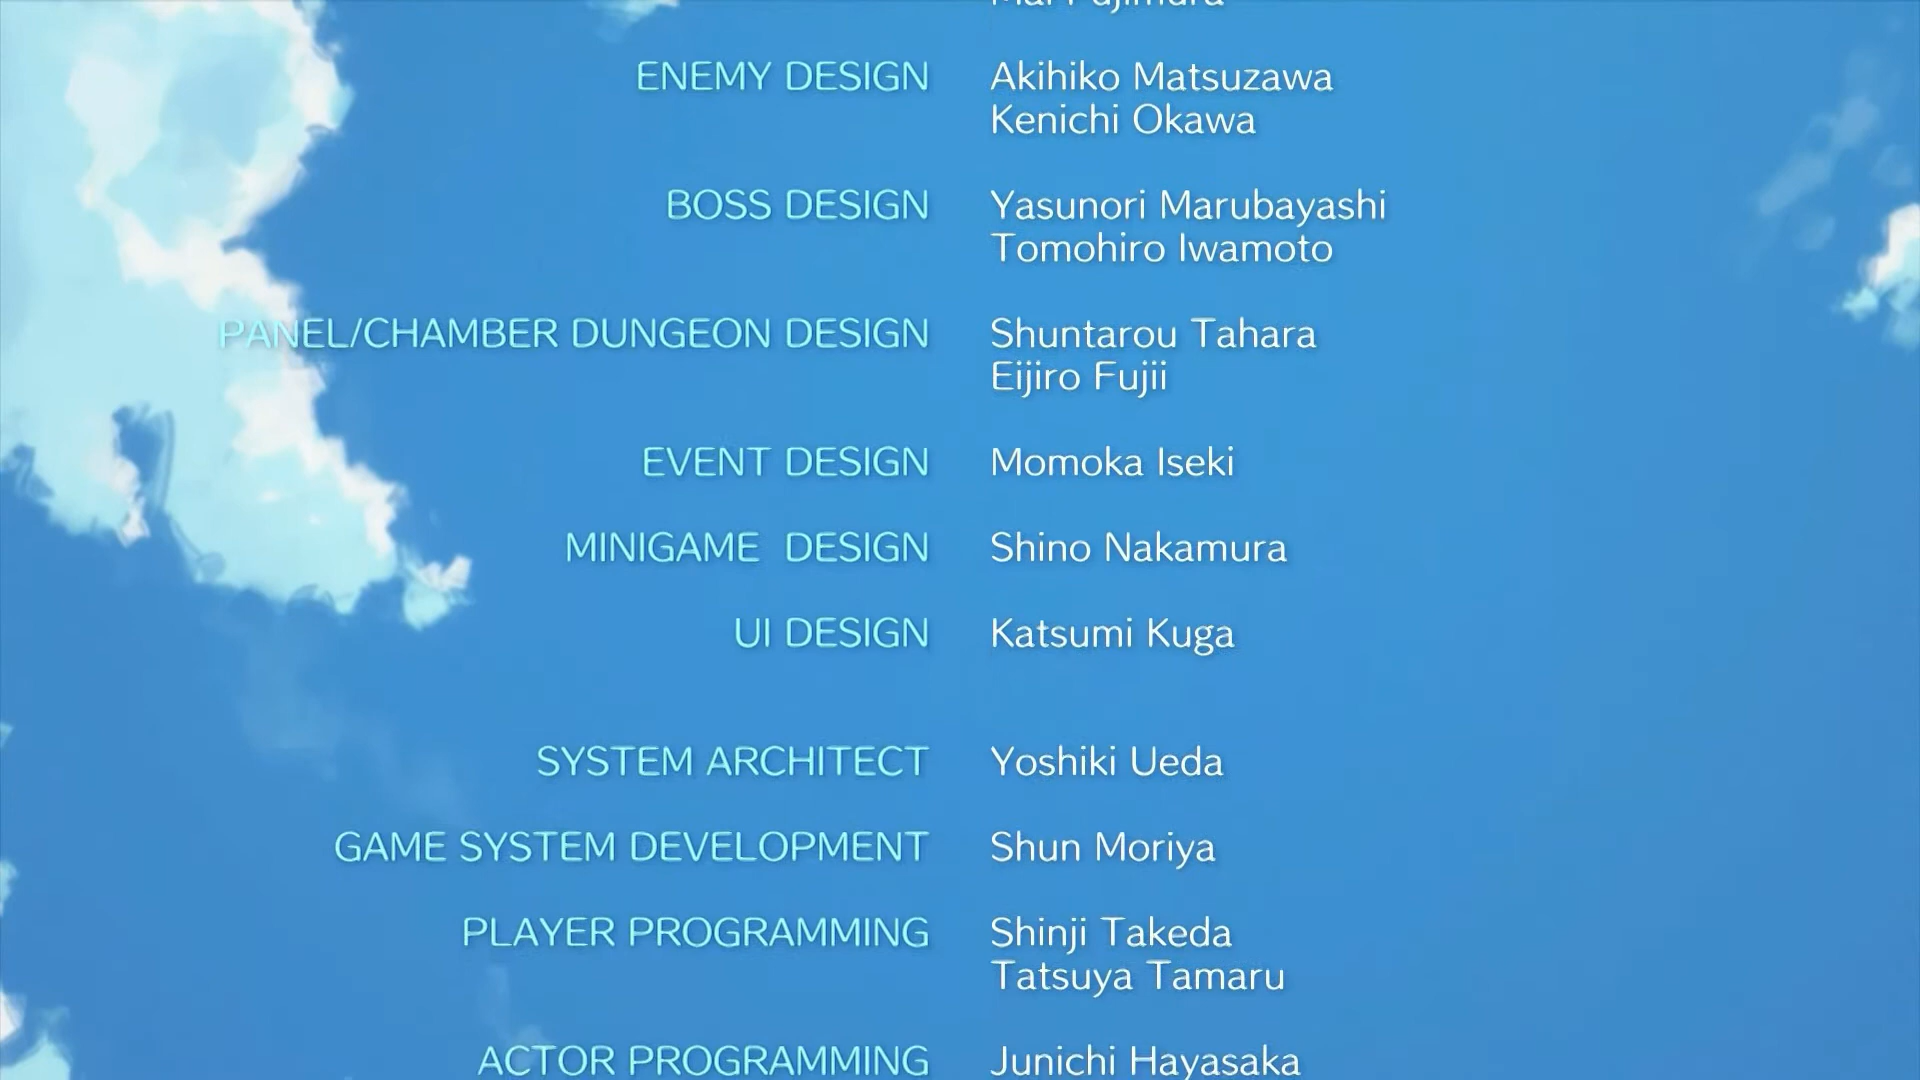 Mai Fujimura
ENEMY DESIGN Akihiko Matsuzawa
Kenichi Okawa
BOSS DESIGN Yasunori Marubayashi
Tomohiro Iwamoto
PANEL/CHAMBER DUNGEON DESIGN Shuntarou Tahara
Eijiro Fujii
EVENT DESIGN Momoka Iseki
MINIGAME  DESIGN Shino Nakamura
UI DESIGN Katsumi Kuga
SYSTEM ARCHITECT Yoshiki Ueda
GAME SYSTEM DEVELOPMENT Shun Moriya
PLAYER PROGRAMMING Shinji Takeda
Tatsuya Tamaru
ACTOR PROGRAMMING Junichi Hayasaka